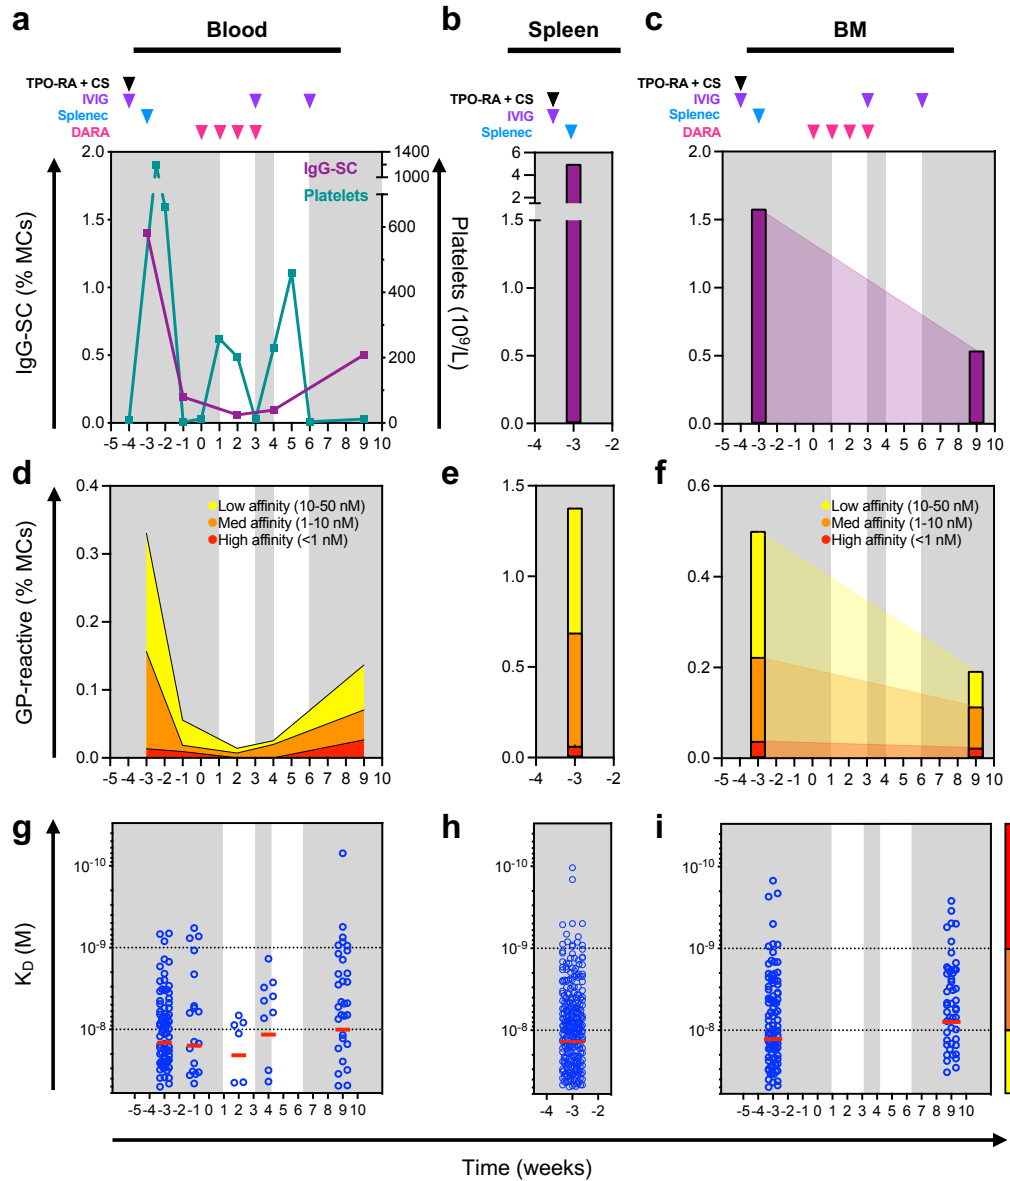 a
Blood
b
Spleen
c
BM
TPO-RA + CS
IVIG
Splenec
DARA
TPO-RA + CS
IVIG
Splenec
TPO-RA + CS
IVIG
Splenec
DARA
IgG-SC (% MCs)
2.0
1.5
1.0
0.5
0.0
IgG-SC
Platelets
1400
1000
600
400
200
0
Platelets (10⁹/L)
-5 -4 -3 -2 -1 0 1 2 3 4 5 6 7 8 9 10
6
4
2
1.5
1.0
0.5
0.0
-4 -3 -2
2.0
1.5
1.0
0.5
0.0
-5 -4 -3 -2 -1 0 1 2 3 4 5 6 7 8 9 10
d
GP-reactive (% MCs)
0.4
0.3
0.2
0.1
0.0
Low affinity (10-50 nM)
Med affinity (1-10 nM)
High affinity (<1 nM)
-5 -4 -3 -2 -1 0 1 2 3 4 5 6 7 8 9 10
e
1.5
1.0
0.5
0.0
-4 -3 -2
f
0.6
0.4
0.2
0.0
Low affinity (10-50 nM)
Med affinity (1-10 nM)
High affinity (<1 nM)
-5 -4 -3 -2 -1 0 1 2 3 4 5 6 7 8 9 10
g
K_D (M)
10⁻¹⁰
10⁻⁹
10⁻⁸
-5 -4 -3 -2 -1 0 1 2 3 4 5 6 7 8 9 10
h
10⁻¹⁰
10⁻⁹
10⁻⁸
-4 -3 -2
i
10⁻¹⁰
10⁻⁹
10⁻⁸
-5 -4 -3 -2 -1 0 1 2 3 4 5 6 7 8 9 10
Time (weeks)